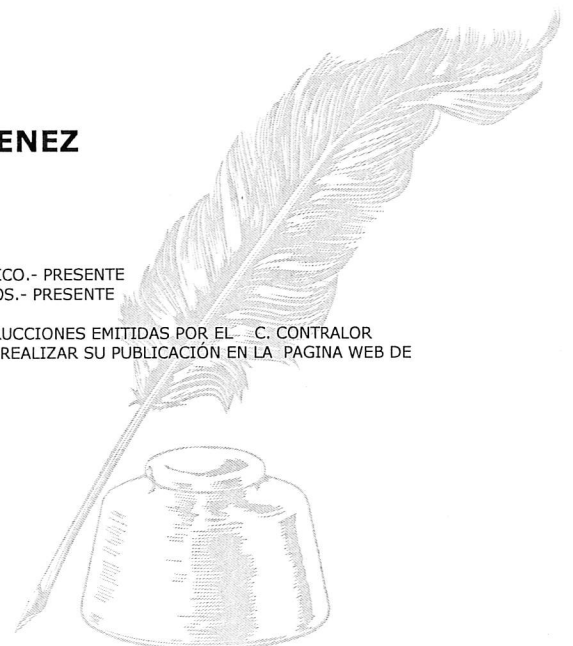 ENEZ
CO.- PRESENTE
OS.- PRESENTE
UCCIONES EMITIDAS POR EL C. CONTRALOR
REALIZAR SU PUBLICACIÓN EN LA PAGINA WEB DE